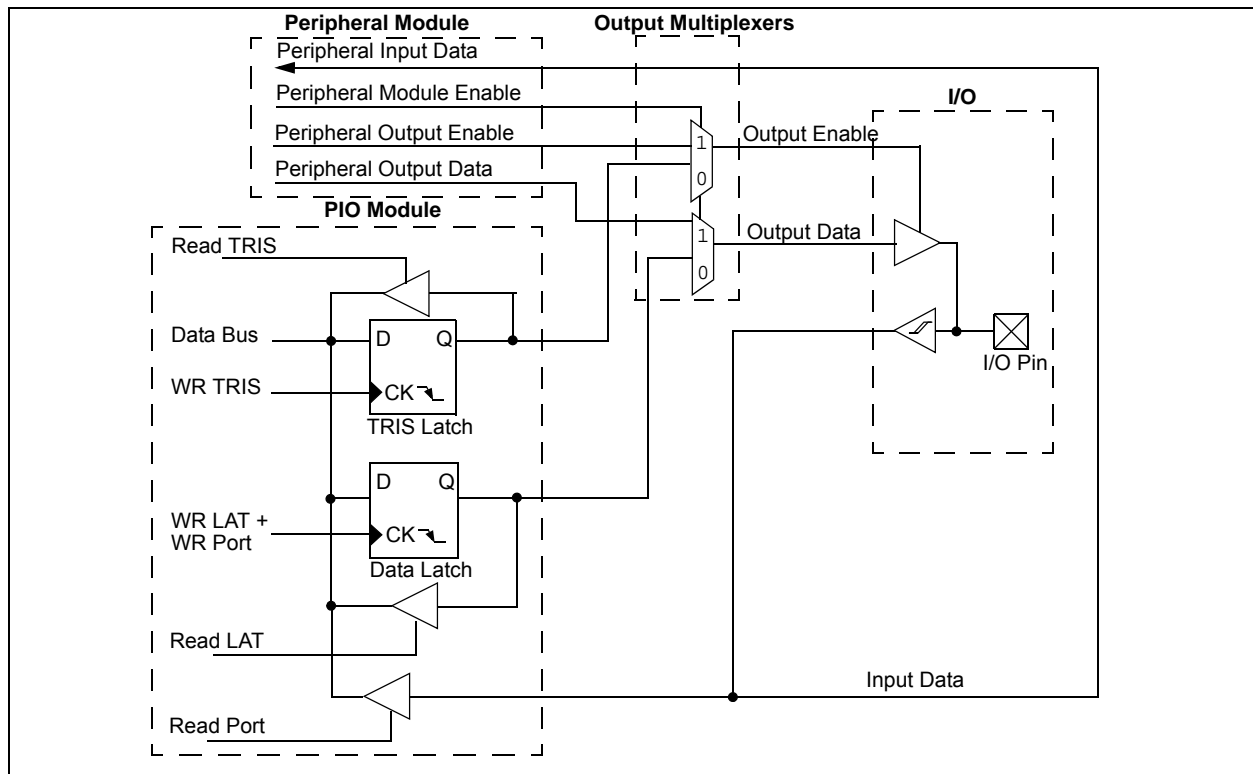 Peripheral Module
Output Multiplexers
Peripheral Input Data
Peripheral Module Enable
I/O
Peripheral Output Enable
1
Output Enable
Peripheral Output Data
0
PIO Module
Read TRIS
1
Output Data
0
Data Bus
D
Q
I/O Pin
WR TRIS
CK
TRIS Latch
D
Q
WR LAT +
WR Port
CK
Data Latch
Read LAT
Input Data
Read Port